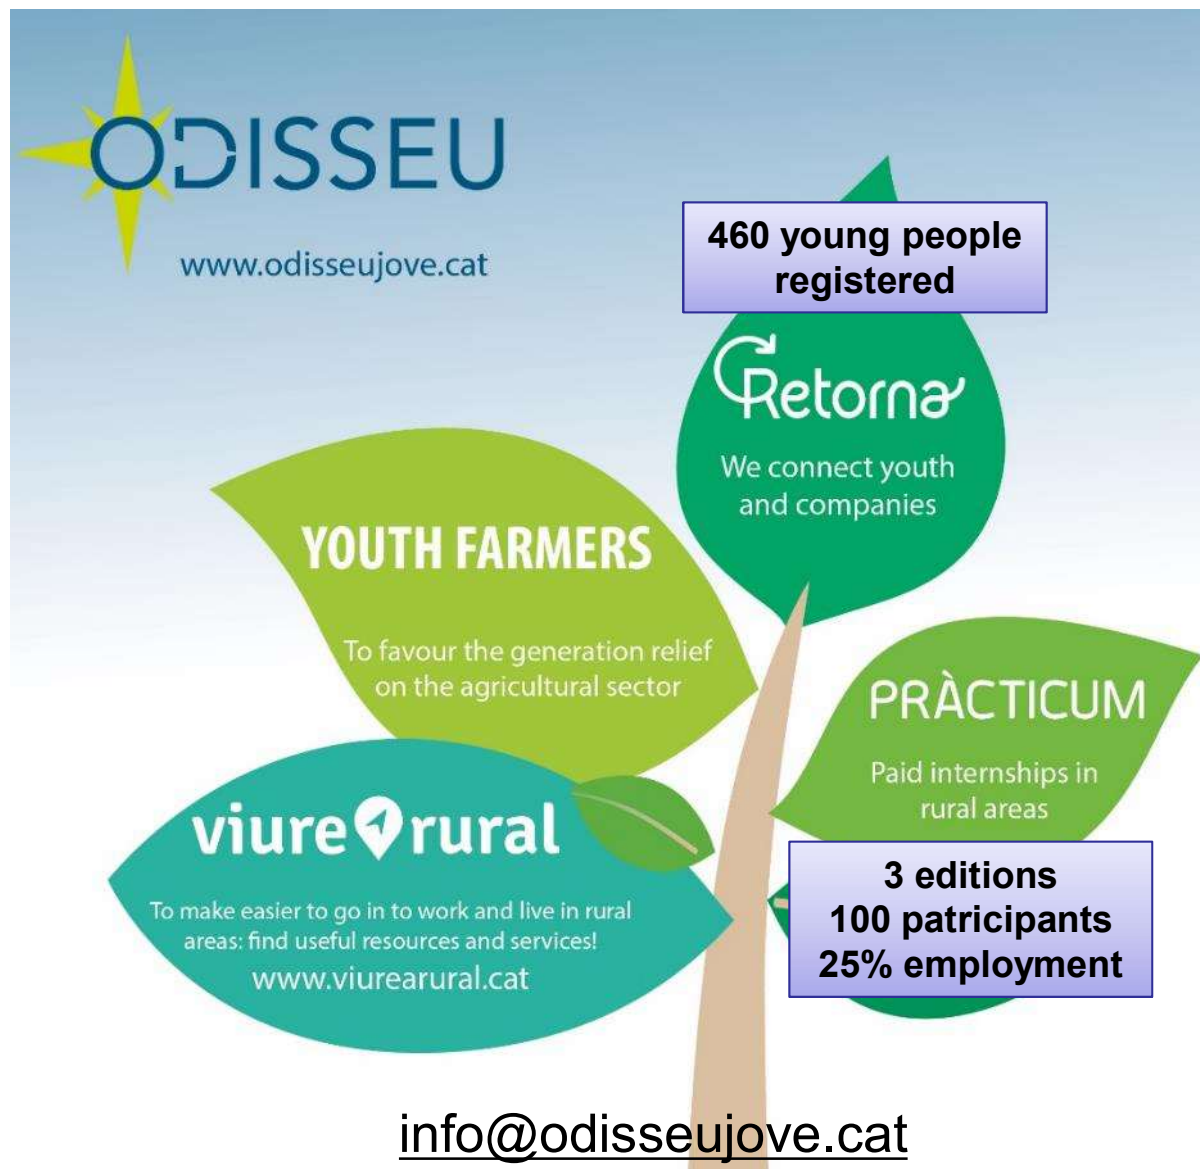 ODISSEU
www.odisseujove.cat
460 young people
registered
Retorna
We connect youth
and companies
YOUTH FARMERS
To favour the generation relief
on the agricultural sector
PRÀCTICUM
Paid internships in
rural areas
3 editions
100 patricipants
25% employment
viure rural
To make easier to go in to work and live in rural
areas: find useful resources and services!
www.viurearural.cat
info@odisseujove.cat